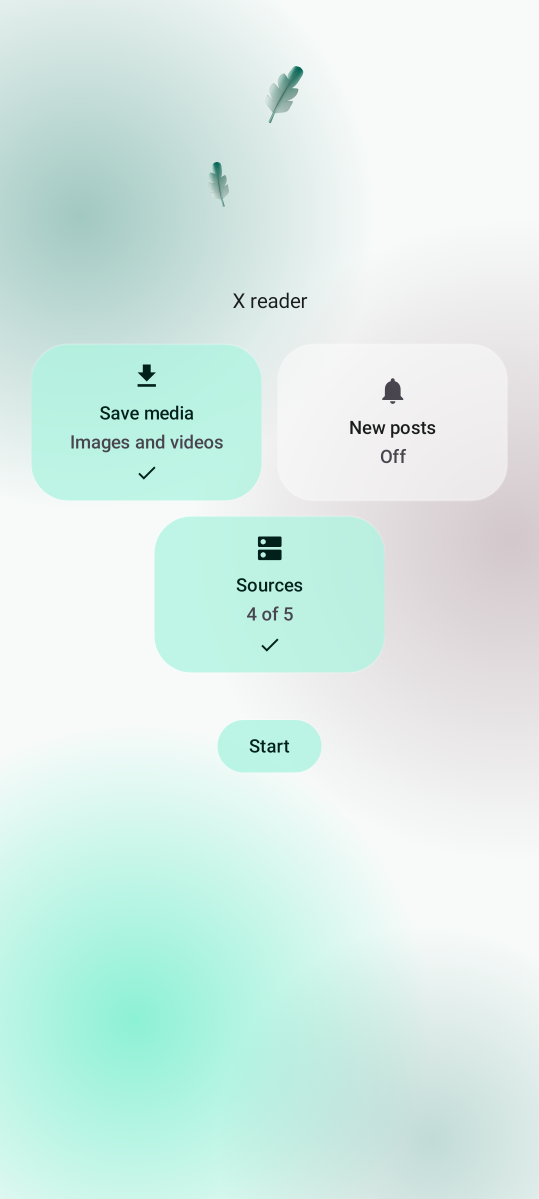 X reader
Save media
Images and videos
New posts
Off
Sources
4 of 5
Start